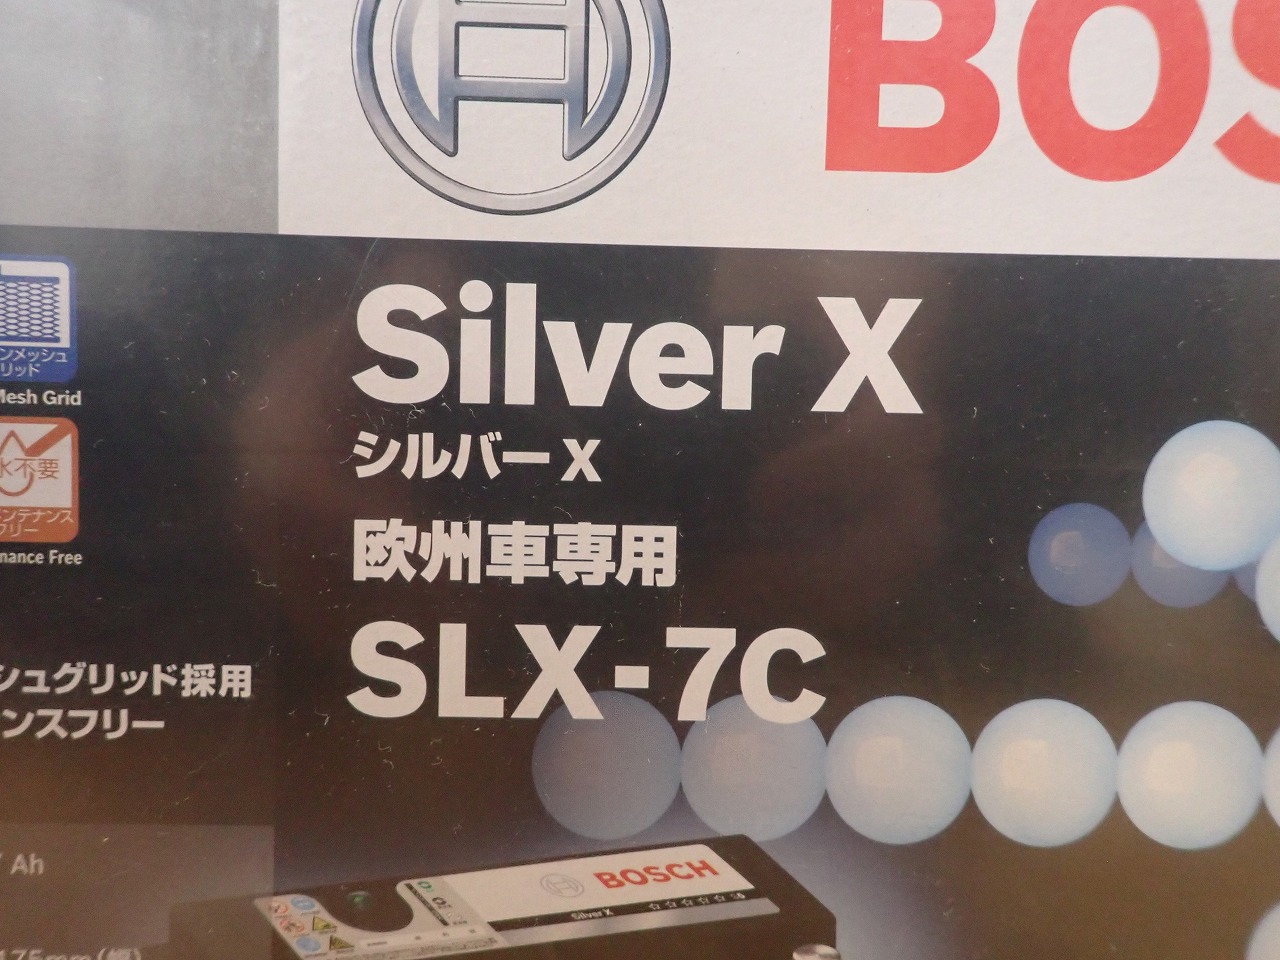 BOS
Silver X
シルバー X
欧州車専用
SLX-7C
ンメッシュ
リッド
Mesh Grid
水不要
ンテナンス
フリー
nance Free
シュグリッド採用
ンスフリー
Ah
175mm(幅)
BOSCH
Silver X